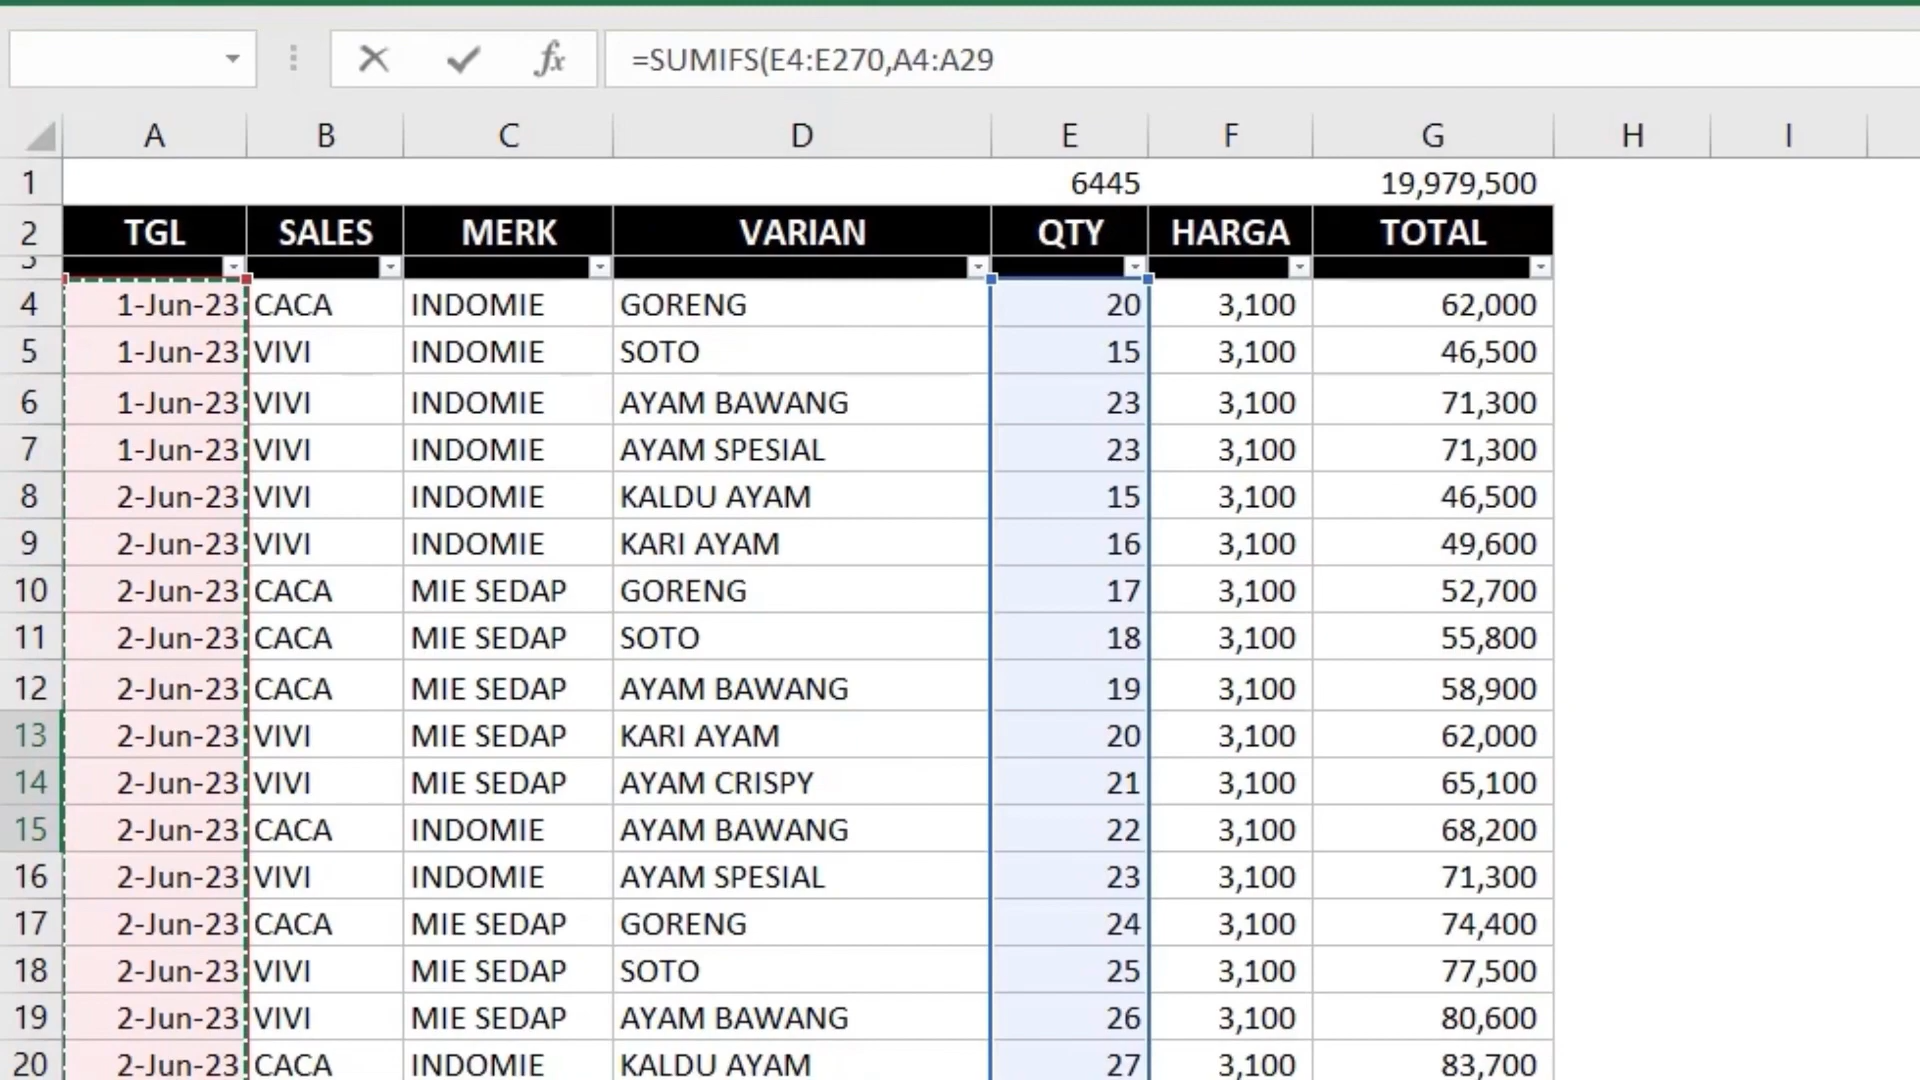 =SUMIFS(E4:E270,A4:A29
A B C D E F G H I
1 6445 19,979,500
2 TGL SALES MERK VARIAN QTY HARGA TOTAL
3
4 1-Jun-23 CACA INDOMIE GORENG 20 3,100 62,000
5 1-Jun-23 VIVI INDOMIE SOTO 15 3,100 46,500
6 1-Jun-23 VIVI INDOMIE AYAM BAWANG 23 3,100 71,300
7 1-Jun-23 VIVI INDOMIE AYAM SPESIAL 23 3,100 71,300
8 2-Jun-23 VIVI INDOMIE KALDU AYAM 15 3,100 46,500
9 2-Jun-23 VIVI INDOMIE KARI AYAM 16 3,100 49,600
10 2-Jun-23 CACA MIE SEDAP GORENG 17 3,100 52,700
11 2-Jun-23 CACA MIE SEDAP SOTO 18 3,100 55,800
12 2-Jun-23 CACA MIE SEDAP AYAM BAWANG 19 3,100 58,900
13 2-Jun-23 VIVI MIE SEDAP KARI AYAM 20 3,100 62,000
14 2-Jun-23 VIVI MIE SEDAP AYAM CRISPY 21 3,100 65,100
15 2-Jun-23 CACA INDOMIE AYAM BAWANG 22 3,100 68,200
16 2-Jun-23 VIVI INDOMIE AYAM SPESIAL 23 3,100 71,300
17 2-Jun-23 CACA MIE SEDAP GORENG 24 3,100 74,400
18 2-Jun-23 VIVI MIE SEDAP SOTO 25 3,100 77,500
19 2-Jun-23 VIVI MIE SEDAP AYAM BAWANG 26 3,100 80,600
20 2-Jun-23 CACA INDOMIE KALDU AYAM 27 3,100 83,700